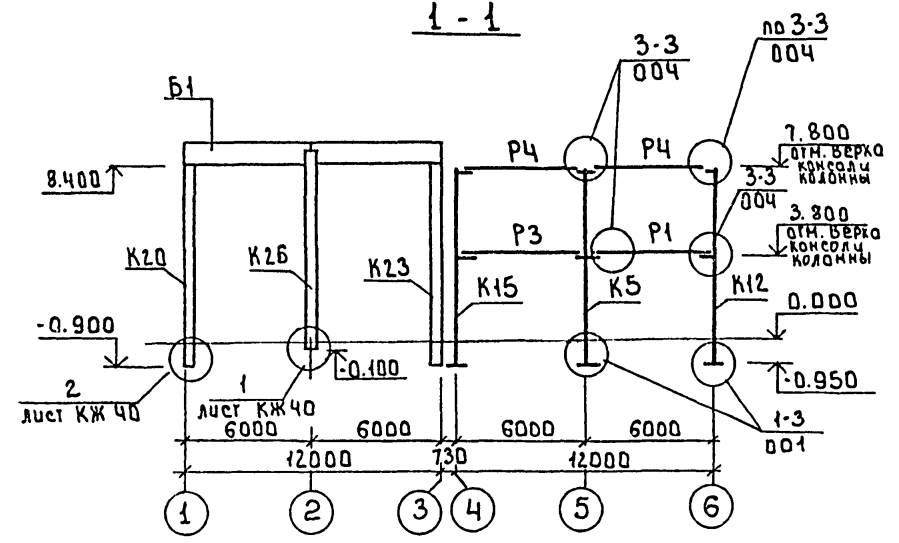 1 - 1
3-3
004
по 3-3
004
Б1
7.800
отм. верха
консоли
колонны
Р4
Р4
8.400
3-3
004
3.800
отм. верха
консоли
колонны
Р3
Р1
К20
К26
К23
К15
К5
К12
0.000
-0.900
-0.100
-0.950
2
лист КЖ 40
1
лист КЖ 40
1-3
001
6000
6000
6000
6000
12000
730
12000
1
2
3
4
5
6